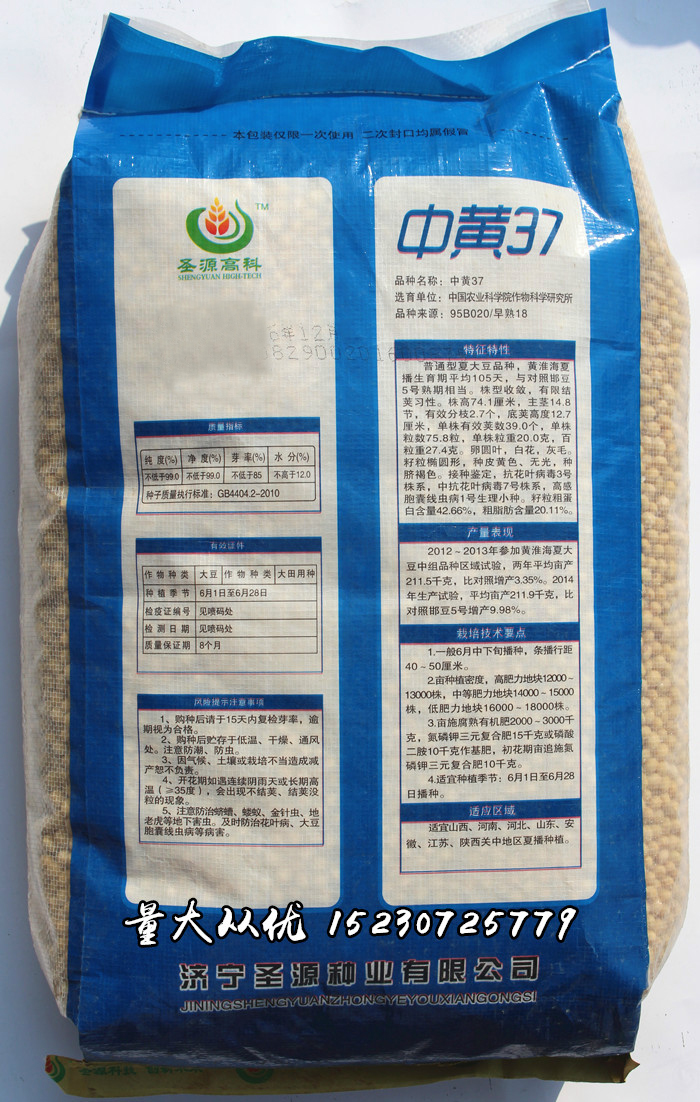 本包装仅限一次使用 二次封口均属假冒
TM
圣源高科
SHENGYUAN HIGH-TECH
6年12月
质量指标
纯度(%) 净度(%) 芽率(%) 水分(%)
不低于99.0 不低于99.0 不低于85 不高于12.0
种子质量执行标准：GB4404.2-2010
有效证件
作物种类 大豆 作物种类 大田用种
种植季节 6月1日至6月28日
检疫证编号 见喷码处
检测日期 见喷码处
质量保证期 8个月
风险提示注意事项
1、购种后请于15天内复检芽率，逾
期视为合格。
2、购种后贮存于低温、干燥、通风
处。注意防潮、防虫。
3、因气候、土壤或栽培不当造成减
产恕不负责。
4、开花期如遇连续阴雨天或长期高
温（≥35度），会出现不结荚、结荚没
粒的现象。
5、注意防治蛴螬、蝼蚁、金针虫、地
老虎等地下害虫。及时防治花叶病、大豆
胞囊线虫病等病害。
中黄37
品种名称：中黄37
选育单位：中国农业科学院作物科学研究所
品种来源：95B020/早熟18
特征特性
普通型夏大豆品种，黄淮海夏
播生育期平均105天，与对照邯豆
5号熟期相当。株型收敛，有限结
荚习性。株高74.1厘米，主茎14.8
节，有效分枝2.7个，底荚高度12.7
厘米，单株有效荚数39.0个，单株
粒数75.8粒，单株粒重20.0克，百
粒重27.4克。卵圆叶，白花，灰毛。
籽粒椭圆形，种皮黄色、无光，种
脐褐色。接种鉴定，抗花叶病毒3号
株系，中抗花叶病毒7号株系，高感
胞囊线虫病1号生理小种。籽粒粗蛋
白含量42.66%，粗脂肪含量20.11%。
产量表现
2012～2013年参加黄淮海夏大
豆中组品种区域试验，两年平均亩产
211.5千克，比对照增产3.35%。2014
年生产试验，平均亩产211.9千克，比
对照邯豆5号增产9.98%。
栽培技术要点
1.一般6月中下旬播种，条播行距
40～50厘米。
2.亩种植密度，高肥力地块12000～
13000株，中等肥力地块14000～15000
株，低肥力地块16000～18000株。
3.亩施腐熟有机肥2000～3000千
克，氮磷钾三元复合肥15千克或磷酸
二胺10千克作基肥，初花期亩追施氮
磷钾三元复合肥10千克。
4.适宜种植季节：6月1日至6月28
日播种。
适应区域
适宜山西、河南、河北、山东、安
徽、江苏、陕西关中地区夏播种植。
量大从优 15230725779
济宁圣源种业有限公司
JININGSHENGYUANZHONGYEYOUXIANGONGSI